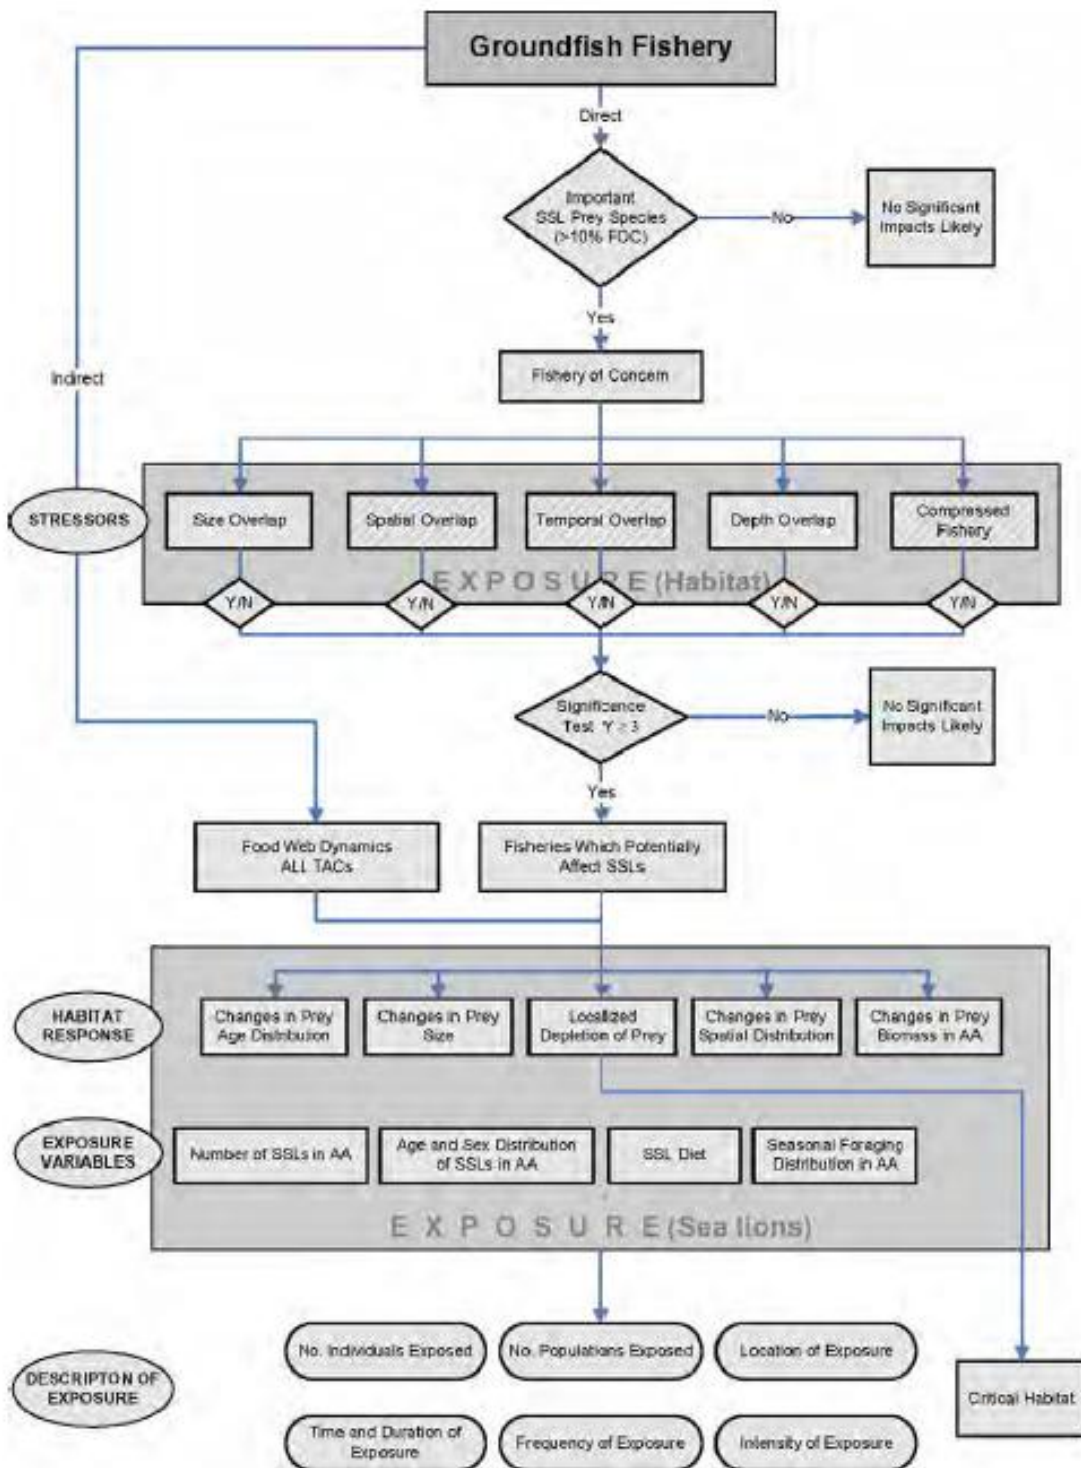 Groundfish Fishery
Direct
Important
SSL Prey Species
(>10% FOC)
No
No Significant
Impacts Likely
Yes
Fishery of Concern
Indirect
STRESSORS
Size Overlap
Spatial Overlap
Temporal Overlap
Depth Overlap
Compressed
Fishery
EXPOSURE (Habitat)
Y/N
Y/N
Y/N
Y/N
Y/N
Significance
Test Y ≥ 3
No
No Significant
Impacts Likely
Yes
Food Web Dynamics
ALL TACs
Fisheries Which Potentially
Affect SSLs
HABITAT
RESPONSE
Changes in Prey
Age Distribution
Changes in Prey
Size
Localized
Depletion of Prey
Changes in Prey
Spatial Distribution
Changes in Prey
Biomass in AA
EXPOSURE
VARIABLES
Number of SSLs in AA
Age and Sex Distribution
of SSLs in AA
SSL Diet
Seasonal Foraging
Distribution in AA
EXPOSURE (Sea lions)
DESCRIPTON OF
EXPOSURE
No. Individuals Exposed
No. Populations Exposed
Location of Exposure
Critical Habitat
Time and Duration of
Exposure
Frequency of Exposure
Intensity of Exposure